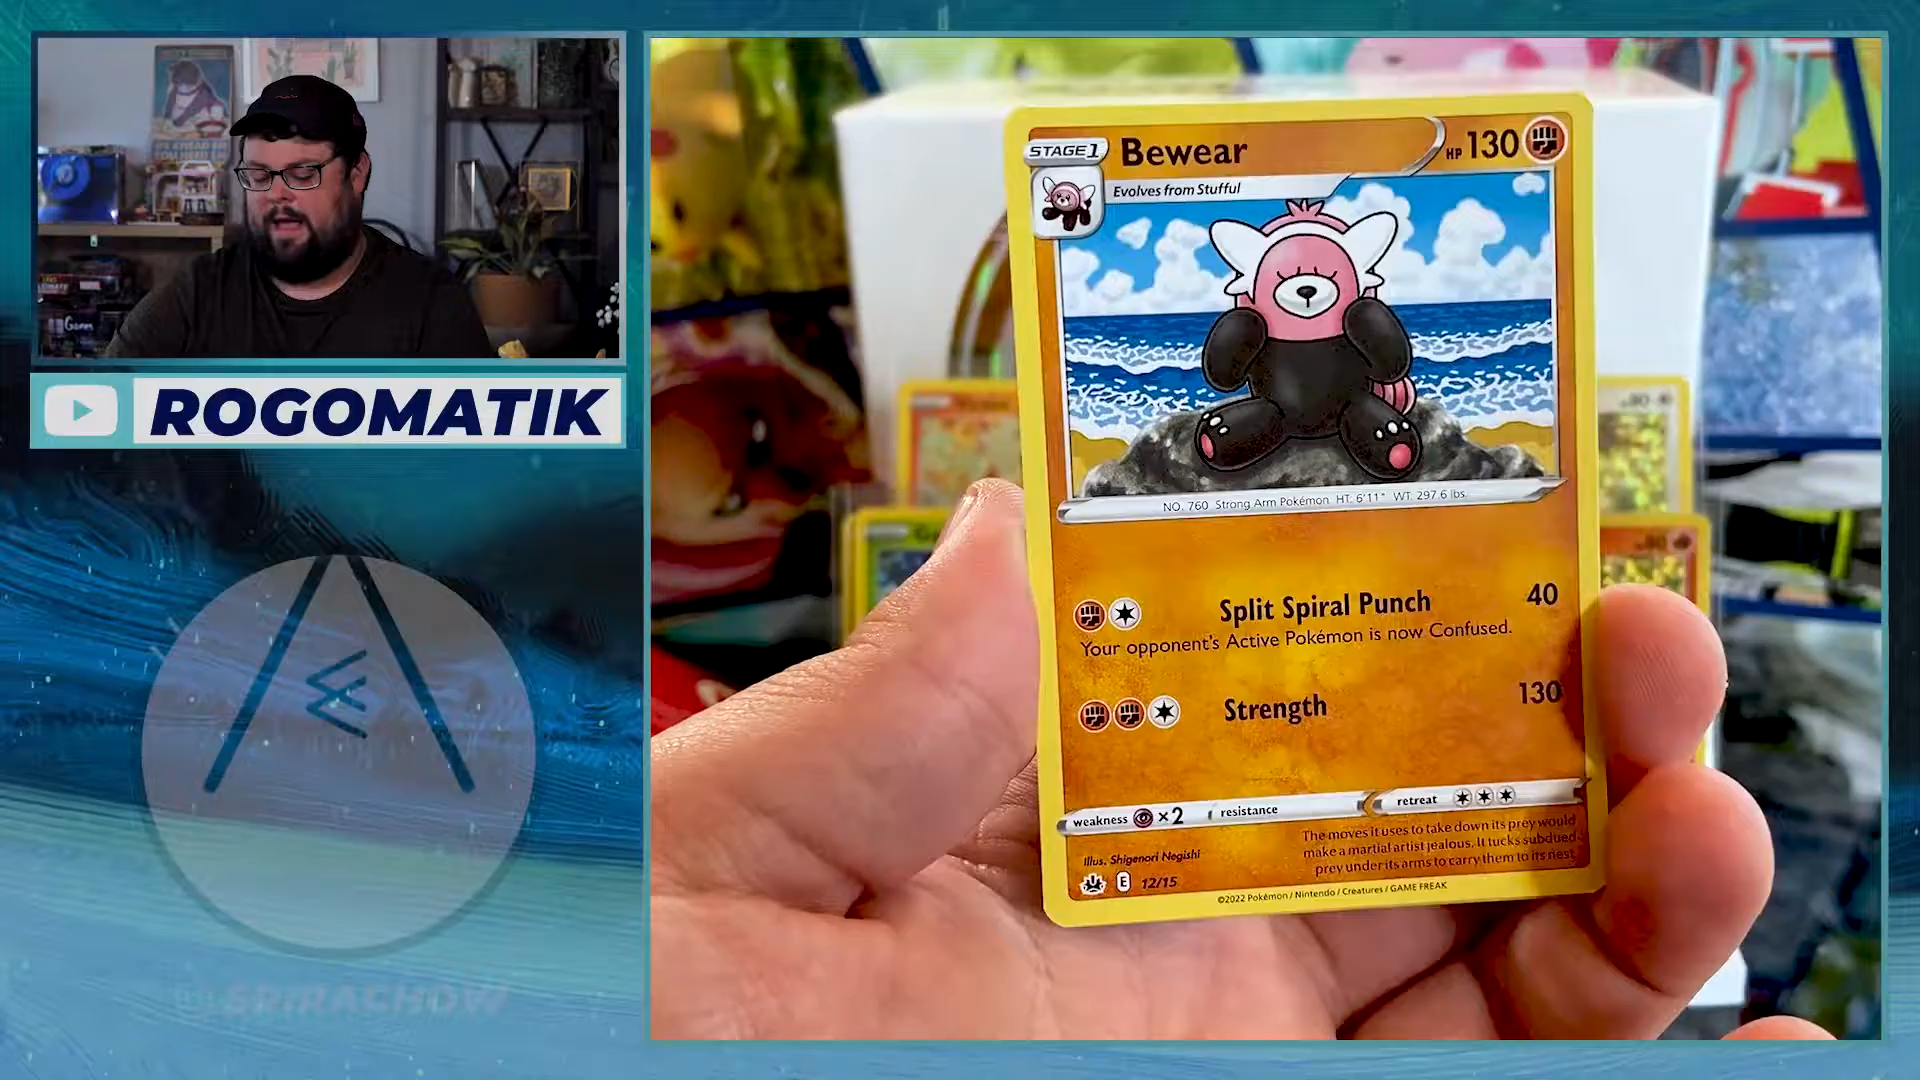 ROGOMATIK
SPIRACHOW
STAGE 1
Bewear
HP 130
Evolves from Stufful
NO. 760 Strong Arm Pokémon HT: 6'11" WT: 297.6 lbs.
Split Spiral Punch 40
Your opponent's Active Pokémon is now Confused.
Strength 130
weakness ×2 resistance retreat
The moves it uses to take down its prey would
make a martial artist jealous. It tucks subdued
prey under its arms to carry them to its nest.
Illus. Shigenori Negishi
E 12/15
©2022 Pokémon / Nintendo / Creatures / GAME FREAK